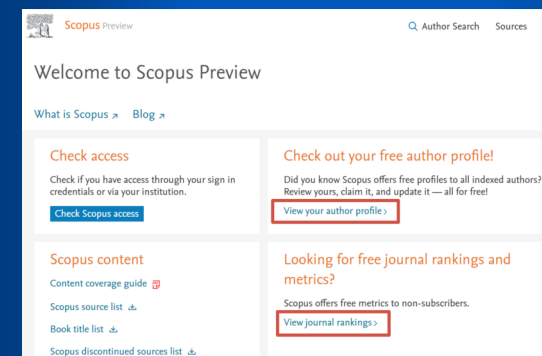 Scopus Preview
Author Search Sources
Welcome to Scopus Preview
What is Scopus Blog
Check access
Check if you have access through your sign in
credentials or via your institution.
Check Scopus access
Check out your free author profile!
Did you know Scopus offers free profiles to all indexed authors?
Review yours, claim it, and update it — all for free!
View your author profile >
Scopus content
Content coverage guide
Scopus source list
Book title list
Scopus discontinued sources list
Looking for free journal rankings and
metrics?
Scopus offers free metrics to non-subscribers.
View journal rankings >